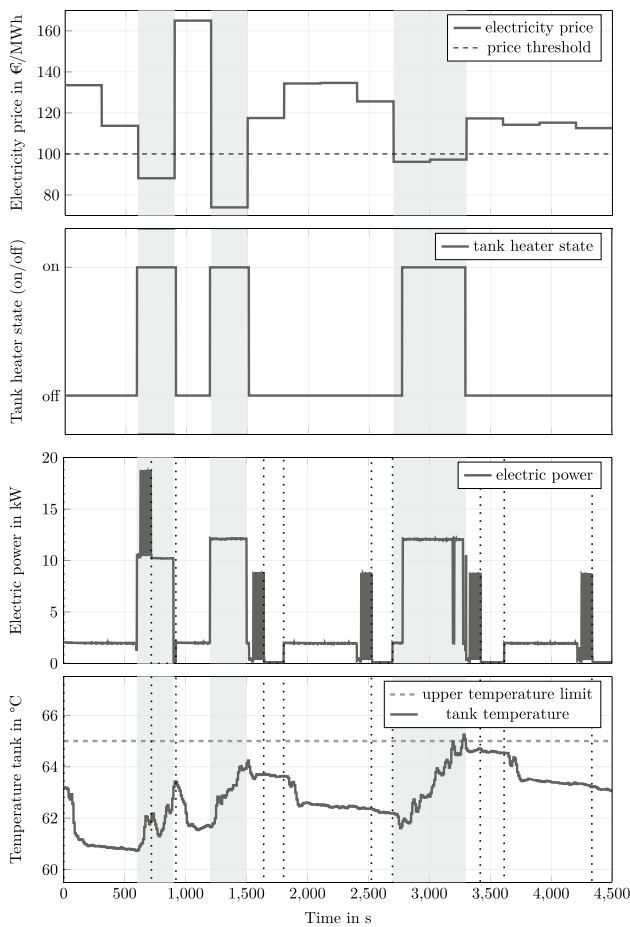 Electricity price in €/MWh
160
140
120
100
80
electricity price
price threshold
Tank heater state (on/off)
on
off
tank heater state
Electric power in kW
20
15
10
5
0
electric power
Temperature tank in °C
66
64
62
60
upper temperature limit
tank temperature
0 500 1,000 1,500 2,000 2,500 3,000 3,500 4,000 4,500
Time in s